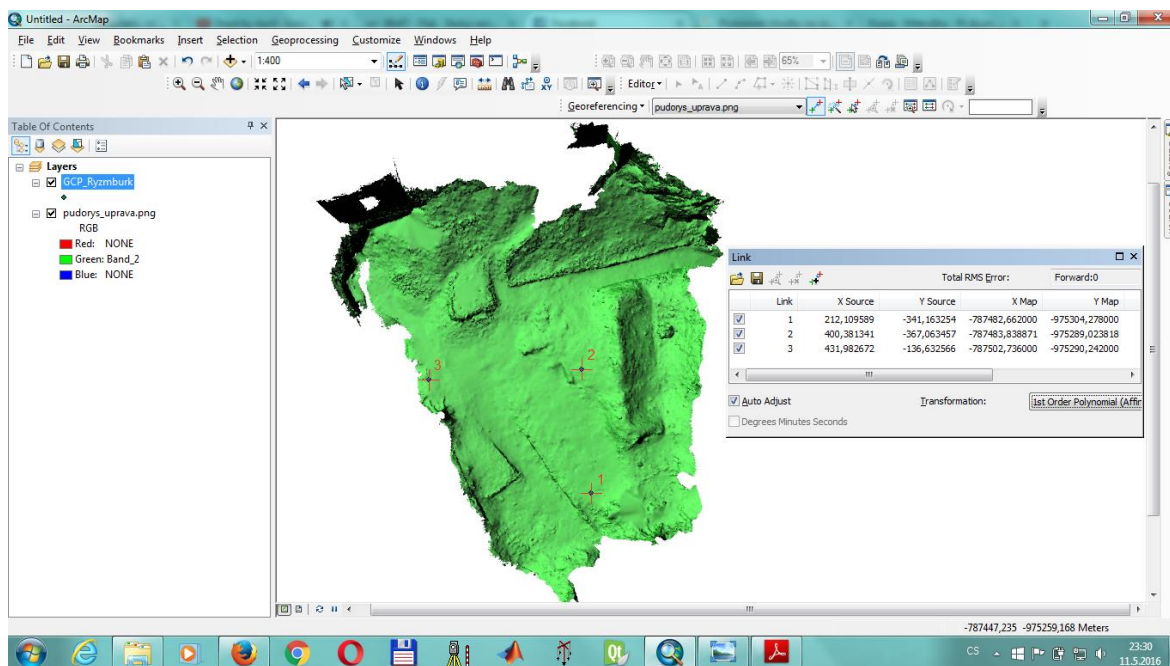 Untitled - ArcMap
File Edit View Bookmarks Insert Selection Geoprocessing Customize Windows Help
1:400 65%
Editor
Georeferencing pudorys_uprava.png
Table Of Contents
Layers
GCP_Ryzmburk
pudorys_uprava.png
RGB
Red: NONE
Green: Band_2
Blue: NONE
3
2
1
Link
Total RMS Error: Forward:0
Link X Source Y Source X Map Y Map
1 212,109589 -341,163254 -787482,662000 -975304,278000
2 400,381341 -367,063457 -787483,838871 -975289,023818
3 431,982672 -136,632566 -787502,736000 -975290,242000
Auto Adjust Transformation: 1st Order Polynomial (Affir
Degrees Minutes Seconds
-787447,235 -975259,168 Meters
CS 23:30
11.5.2016